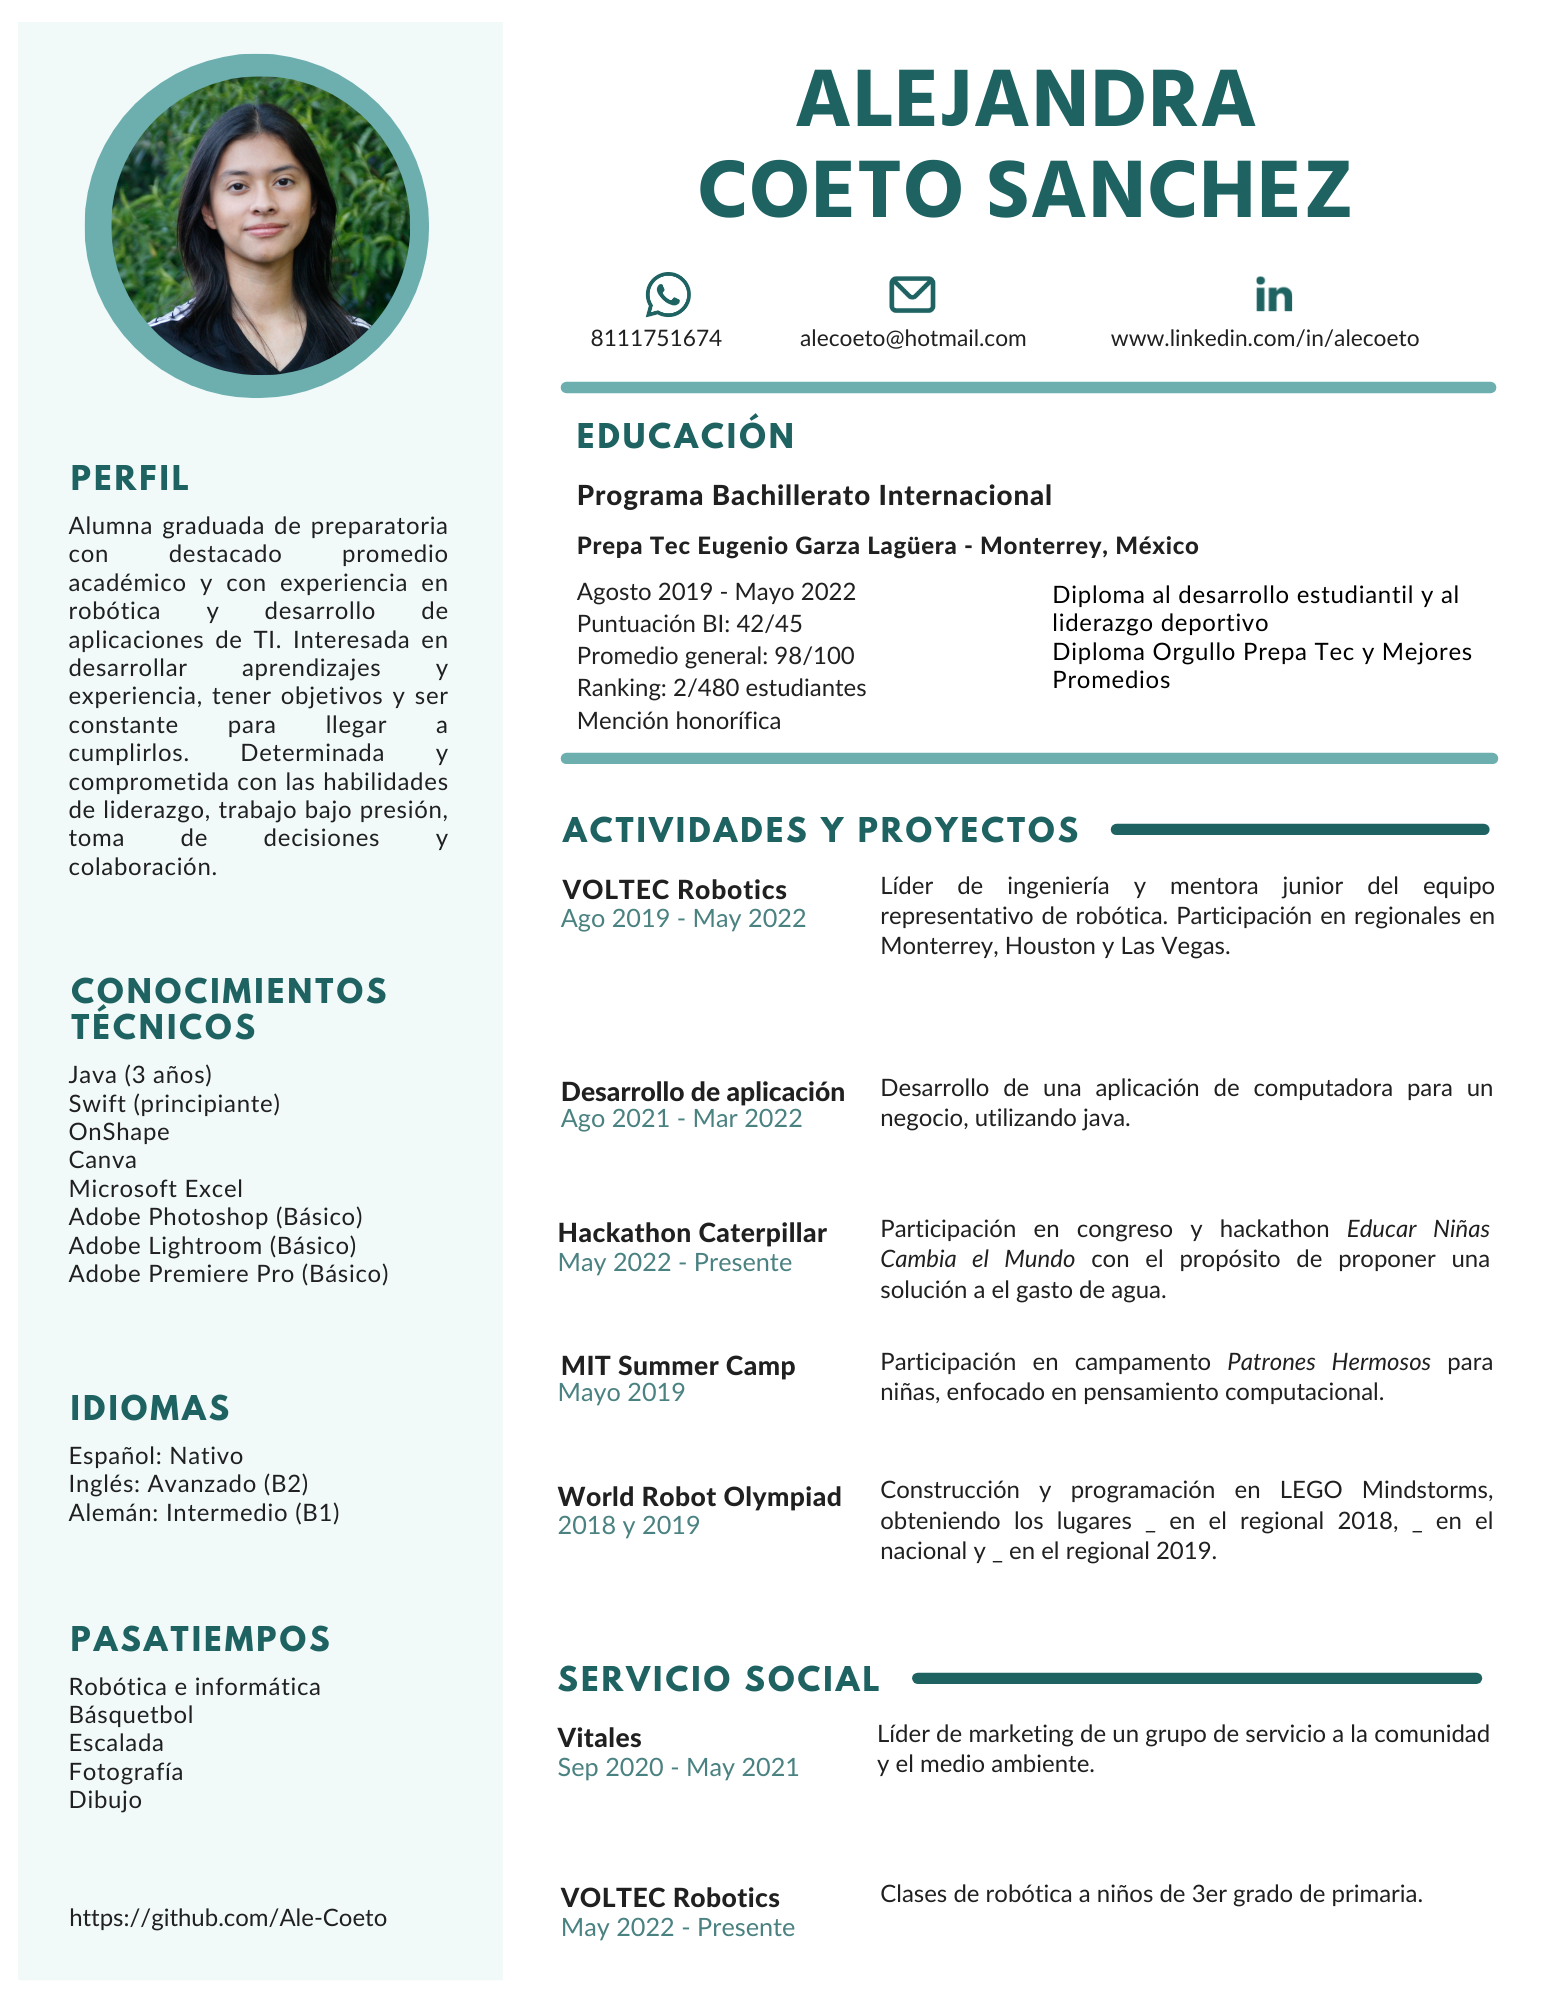 ALEJANDRA
COETO SANCHEZ
8111751674
alecoeto@hotmail.com
www.linkedin.com/in/alecoeto
PERFIL
Alumna graduada de preparatoria
con destacado promedio
académico y con experiencia en
robótica y desarrollo de
aplicaciones de TI. Interesada en
desarrollar aprendizajes y
experiencia, tener objetivos y ser
constante para llegar a
cumplirlos. Determinada y
comprometida con las habilidades
de liderazgo, trabajo bajo presión,
toma de decisiones y
colaboración.
CONOCIMIENTOS
TÉCNICOS
Java (3 años)
Swift (principiante)
OnShape
Canva
Microsoft Excel
Adobe Photoshop (Básico)
Adobe Lightroom (Básico)
Adobe Premiere Pro (Básico)
IDIOMAS
Español: Nativo
Inglés: Avanzado (B2)
Alemán: Intermedio (B1)
PASATIEMPOS
Robótica e informática
Básquetbol
Escalada
Fotografía
Dibujo
https://github.com/Ale-Coeto
EDUCACIÓN
Programa Bachillerato Internacional
Prepa Tec Eugenio Garza Lagüera - Monterrey, México
Agosto 2019 - Mayo 2022
Puntuación BI: 42/45
Promedio general: 98/100
Ranking: 2/480 estudiantes
Mención honorífica
Diploma al desarrollo estudiantil y al
liderazgo deportivo
Diploma Orgullo Prepa Tec y Mejores
Promedios
ACTIVIDADES Y PROYECTOS
VOLTEC Robotics
Ago 2019 - May 2022
Líder de ingeniería y mentora junior del equipo
representativo de robótica. Participación en regionales en
Monterrey, Houston y Las Vegas.
Desarrollo de aplicación
Ago 2021 - Mar 2022
Desarrollo de una aplicación de computadora para un
negocio, utilizando java.
Hackathon Caterpillar
May 2022 - Presente
Participación en congreso y hackathon Educar Niñas
Cambia el Mundo con el propósito de proponer una
solución a el gasto de agua.
MIT Summer Camp
Mayo 2019
Participación en campamento Patrones Hermosos para
niñas, enfocado en pensamiento computacional.
World Robot Olympiad
2018 y 2019
Construcción y programación en LEGO Mindstorms,
obteniendo los lugares _ en el regional 2018, _ en el
nacional y _ en el regional 2019.
SERVICIO SOCIAL
Vitales
Sep 2020 - May 2021
Líder de marketing de un grupo de servicio a la comunidad
y el medio ambiente.
VOLTEC Robotics
May 2022 - Presente
Clases de robótica a niños de 3er grado de primaria.